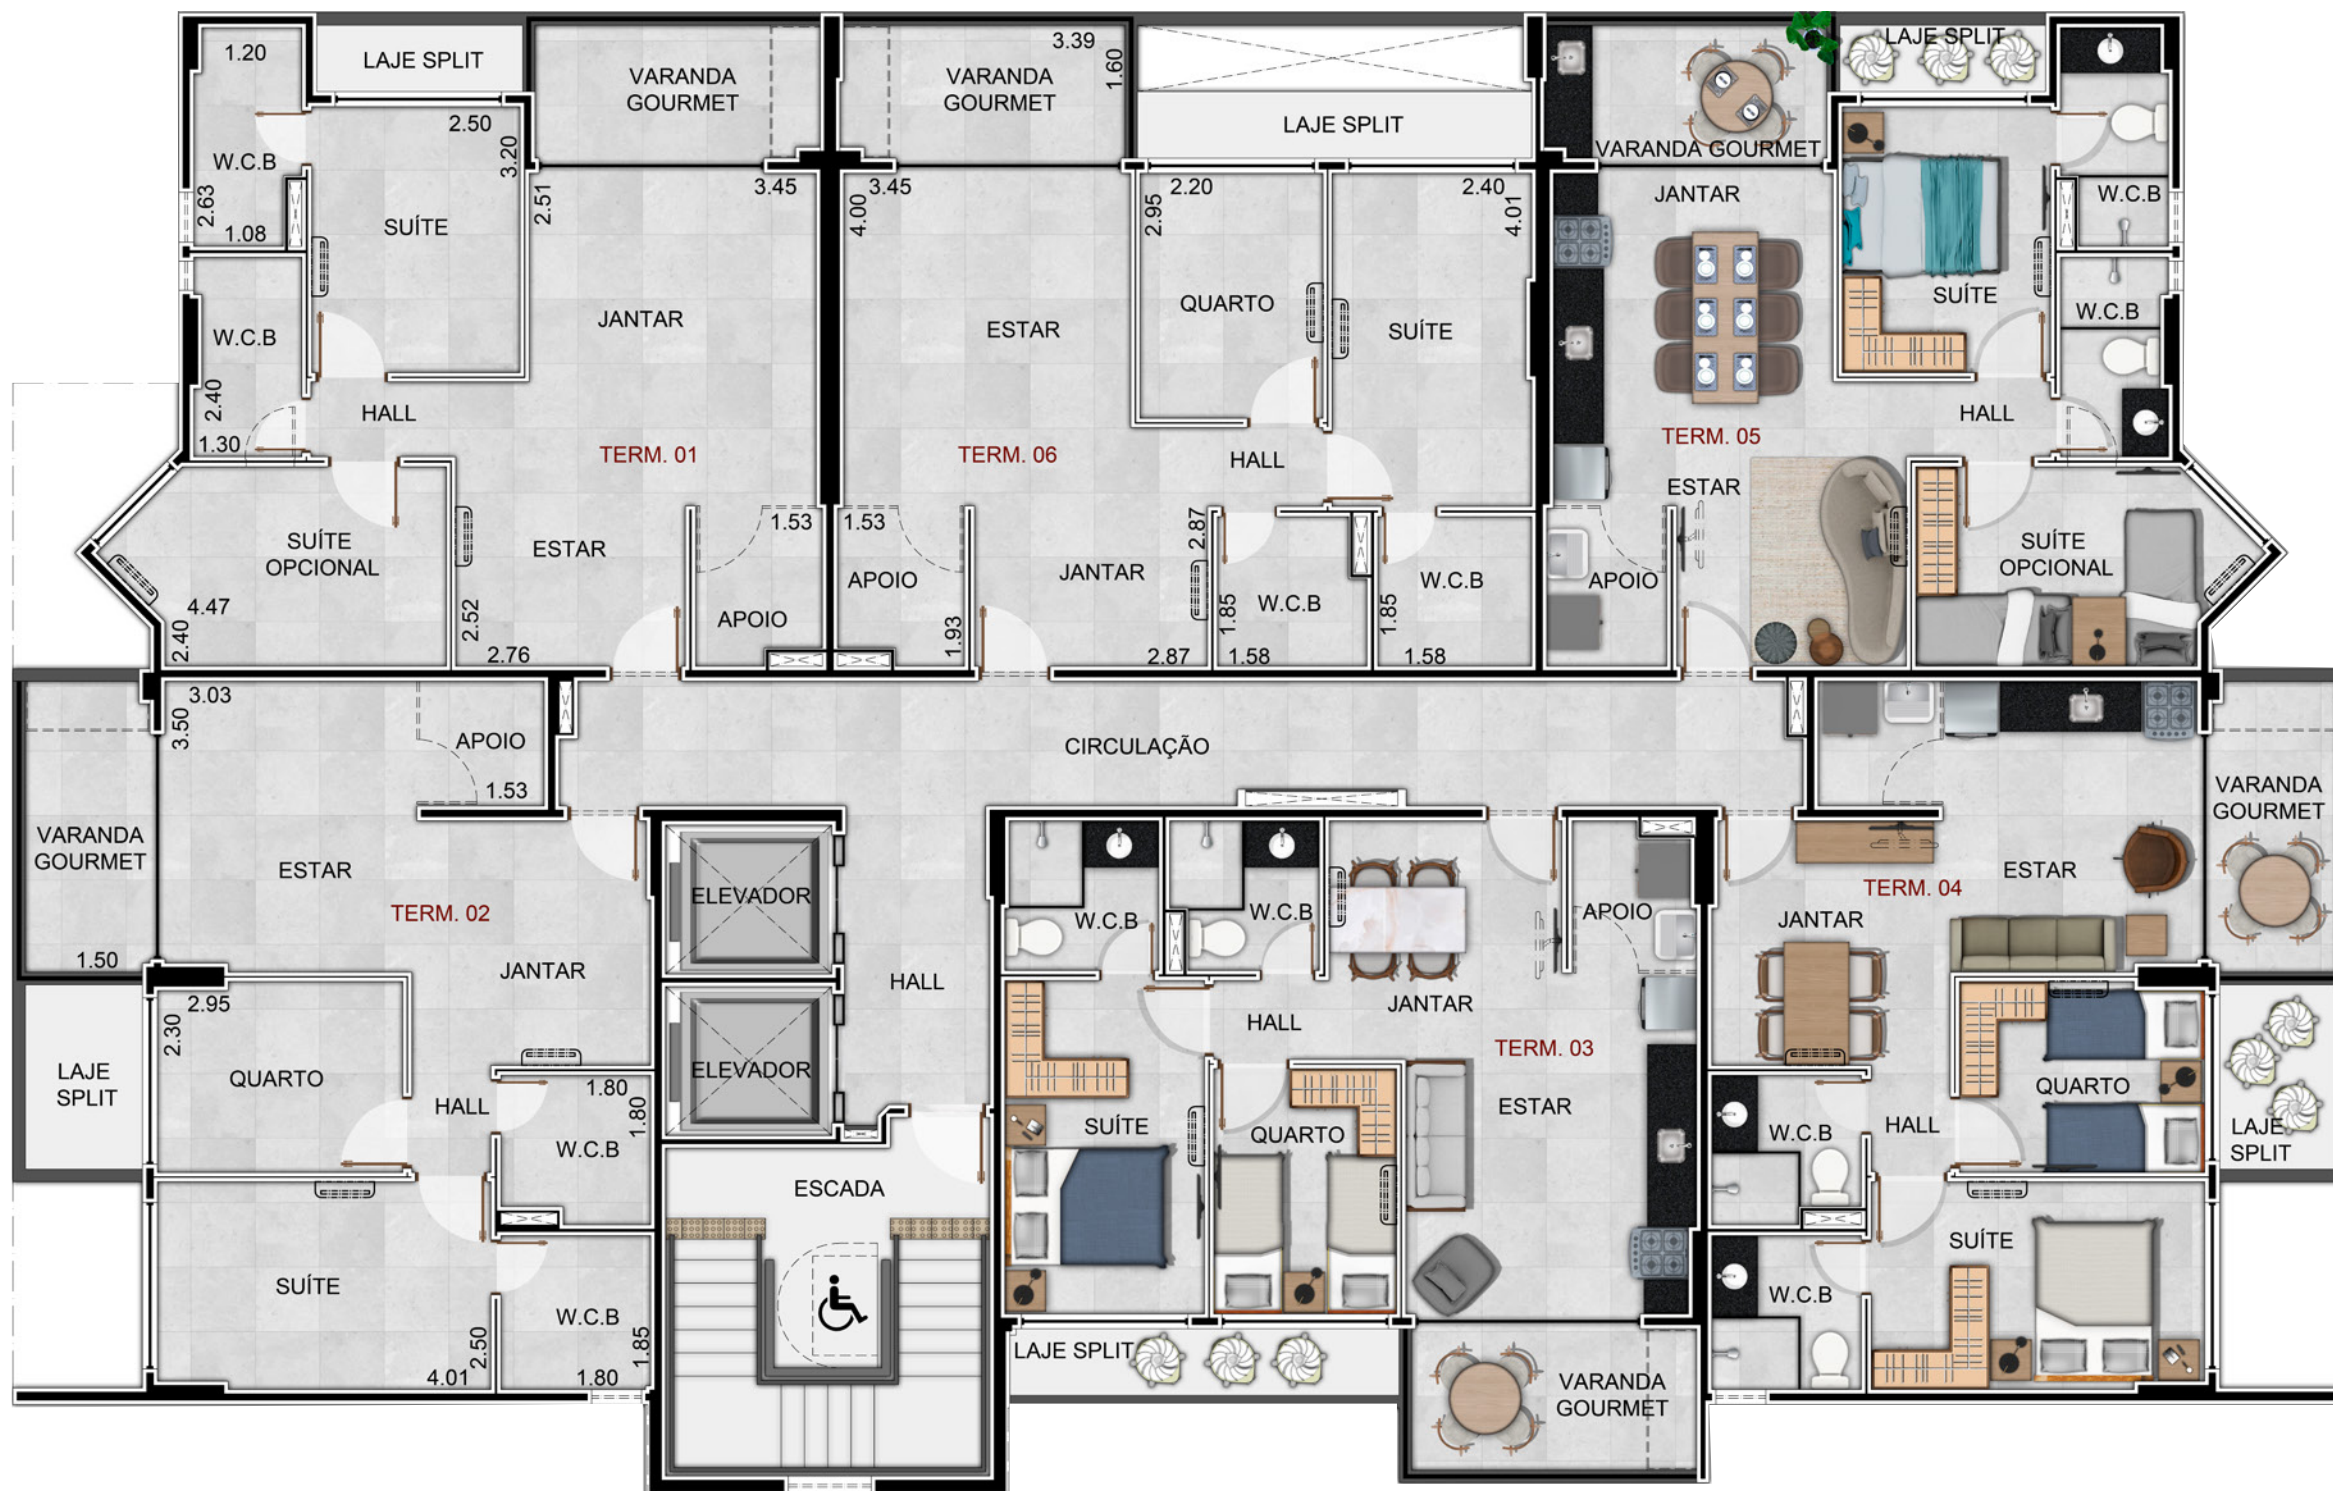 1.20
LAJE SPLIT
VARANDA
GOURMET
W.C.B
2.63
1.08
2.50
3.20
SUÍTE
2.51
3.45
JANTAR
W.C.B
2.40
1.30
HALL
TERM. 01
SUÍTE
OPCIONAL
4.47
2.40
ESTAR
2.52
2.76
1.53
APOIO
VARANDA
GOURMET
3.39
1.60
LAJE SPLIT
3.45
4.00
2.20
2.95
2.40
4.01
ESTAR
QUARTO
SUÍTE
TERM. 06
HALL
1.53
APOIO
1.93
JANTAR
2.87
2.87
W.C.B
1.85
1.58
W.C.B
1.85
1.58
VARANDA GOURMET
LAJE SPLIT
JANTAR
W.C.B
SUÍTE
W.C.B
HALL
TERM. 05
ESTAR
APOIO
SUÍTE
OPCIONAL
3.03
3.50
APOIO
1.53
VARANDA
GOURMET
1.50
ESTAR
TERM. 02
JANTAR
2.95
2.30
QUARTO
LAJE
SPLIT
HALL
1.80
1.80
W.C.B
SUÍTE
2.50
4.01
W.C.B
1.85
1.80
CIRCULAÇÃO
ELEVADOR
ELEVADOR
HALL
ESCADA
W.C.B
W.C.B
APOIO
JANTAR
HALL
TERM. 03
ESTAR
SUÍTE
QUARTO
LAJE SPLIT
VARANDA
GOURMET
VARANDA
GOURMET
ESTAR
TERM. 04
JANTAR
QUARTO
HALL
W.C.B
LAJE
SPLIT
SUÍTE
W.C.B